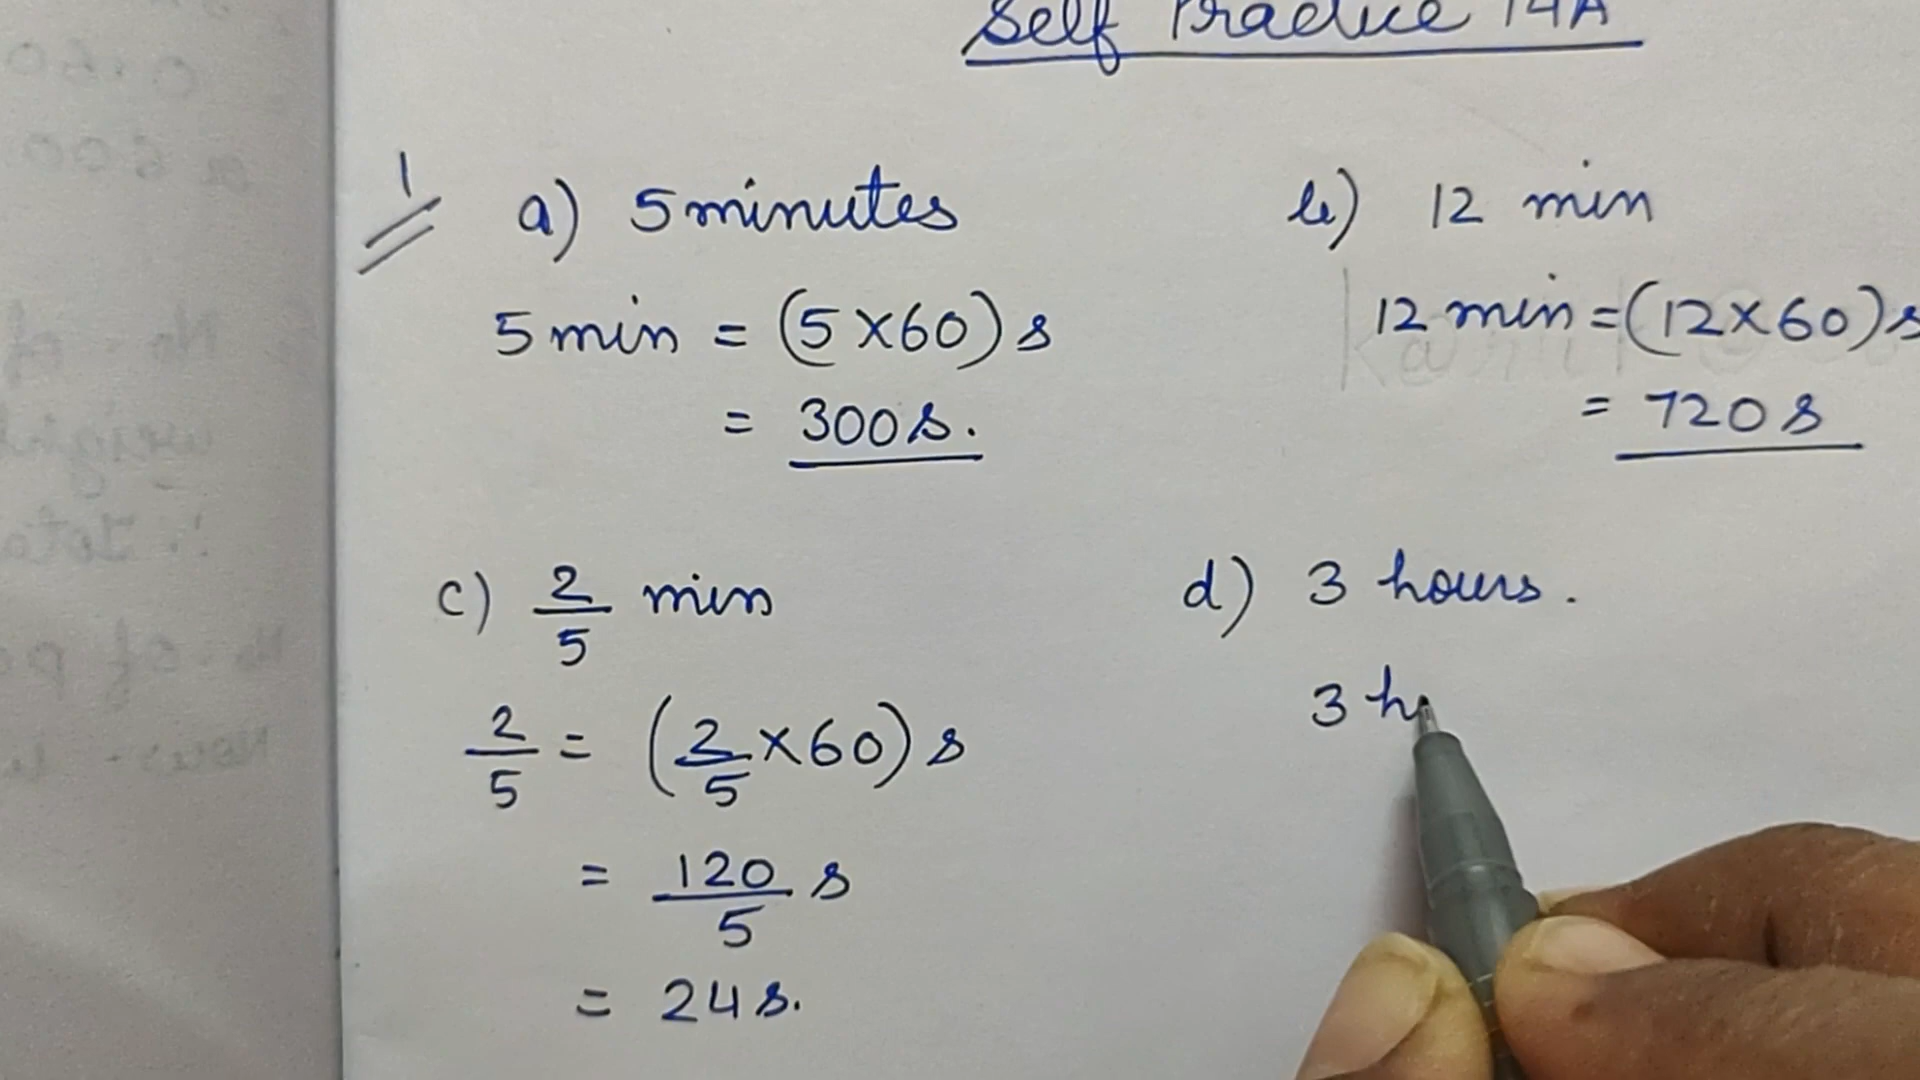 Self Practice 14A
1 a) 5 minutes
5 min = (5 × 60) s
= 300 s.
b) 12 min
12 min = (12 × 60) s
= 720 s
c) 2/5 min
2/5 = (2/5 × 60) s
= 120/5 s
= 24 s.
d) 3 hours.
3 h